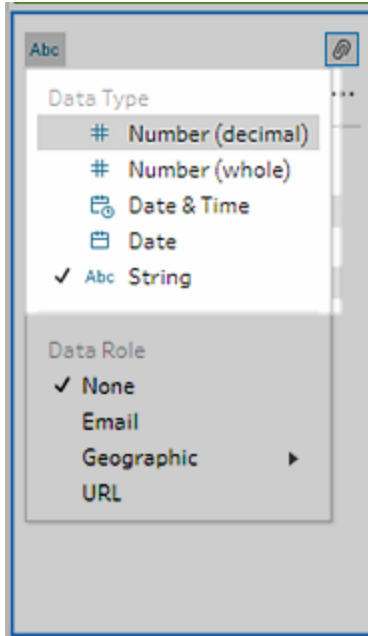 Abc
Data Type
# Number (decimal)
# Number (whole)
Date & Time
Date
Abc String
Data Role
None
Email
Geographic
URL